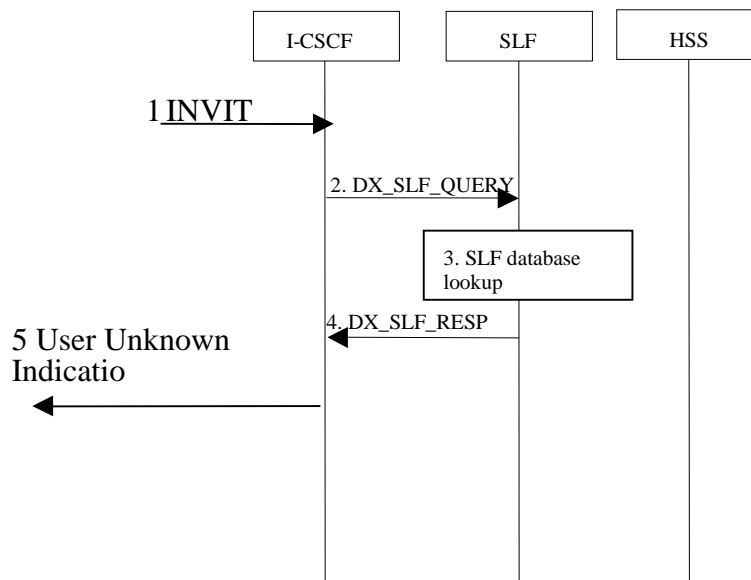 I-CSCF
SLF
HSS
1 INVIT
2. DX_SLF_QUERY
3. SLF database
lookup
4. DX_SLF_RESP
5 User Unknown
Indicatio